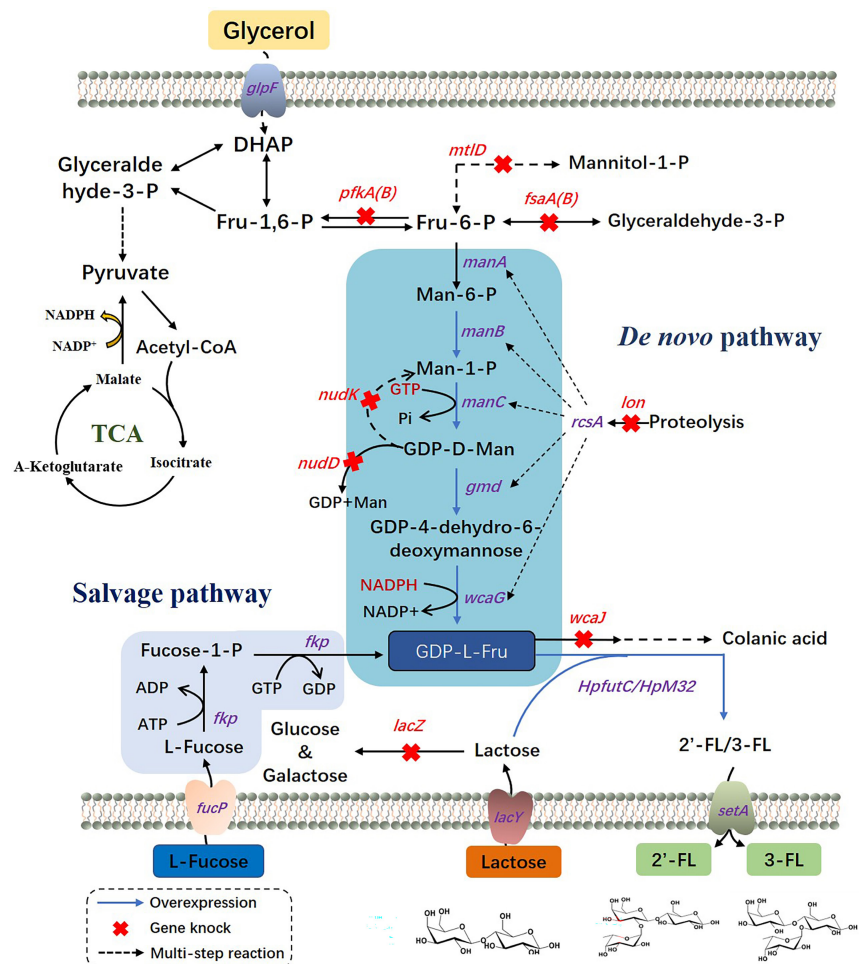 Glycerol
glpF
DHAP
Glyceralde
hyde-3-P
mtlD
Mannitol-1-P
pfkA(B)
fsaA(B)
Fru-1,6-P
Fru-6-P
Glyceraldehyde-3-P
manA
Pyruvate
Man-6-P
NADPH
NADP+
Acetyl-CoA
manB
De novo pathway
Malate
Man-1-P
nudK
GTP
manC
Pi
lon
rcsA
Proteolysis
TCA
GDP-D-Man
A-Ketoglutarate
Isocitrate
nudD
gmd
GDP+Man
GDP-4-dehydro-6-
deoxymannose
Salvage pathway
NADPH
NADP+
wcaG
wcaJ
Fucose-1-P
fkp
GDP-L-Fru
Colanic acid
ADP
GTP
GDP
HpfutC/HpM32
ATP
fkp
L-Fucose
Glucose
&
Galactose
lacZ
Lactose
2'-FL/3-FL
fucP
lacY
setA
L-Fucose
Lactose
2'-FL
3-FL
Overexpression
Gene knock
Multi-step reaction